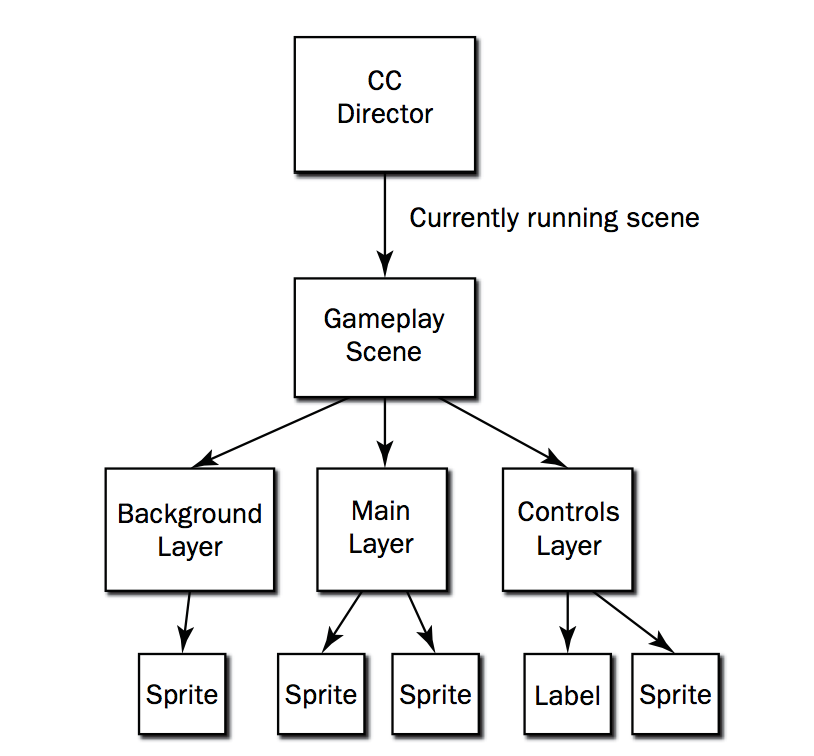 CC
Director
Currently running scene
Gameplay
Scene
Background
Layer
Main
Layer
Controls
Layer
Sprite
Sprite
Sprite
Label
Sprite